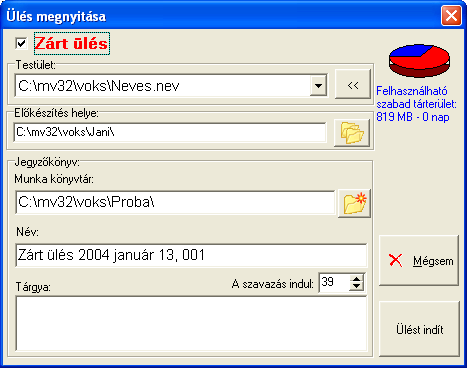 Ülés megnyitása
Zárt ülés
Testület:
C:\mv32\voks\Neves.nev
<<
Felhasználható
szabad tárterület:
819 MB - 0 nap
Előkészítés helye:
C:\mv32\voks\Jani\
Jegyzőkönyv:
Munka könyvtár:
C:\mv32\voks\Proba\
Név:
Zárt ülés 2004 január 13, 001
Tárgya:
A szavazás indul: 39
Mégsem
Ülést indít